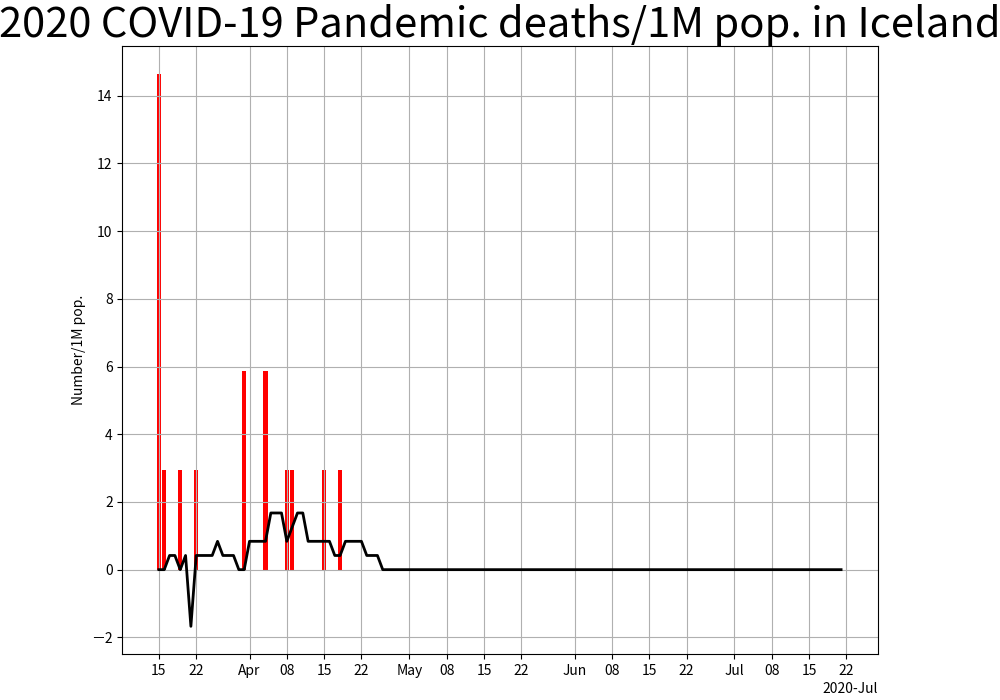 2020 COVID-19 Pandemic deaths/1M pop. in Iceland
14
12
10
8
6
4
2
0
−2
Number/1M pop.
15 22 Apr 08 15 22 May 08 15 22 Jun 08 15 22 Jul 08 15 22
2020-Jul